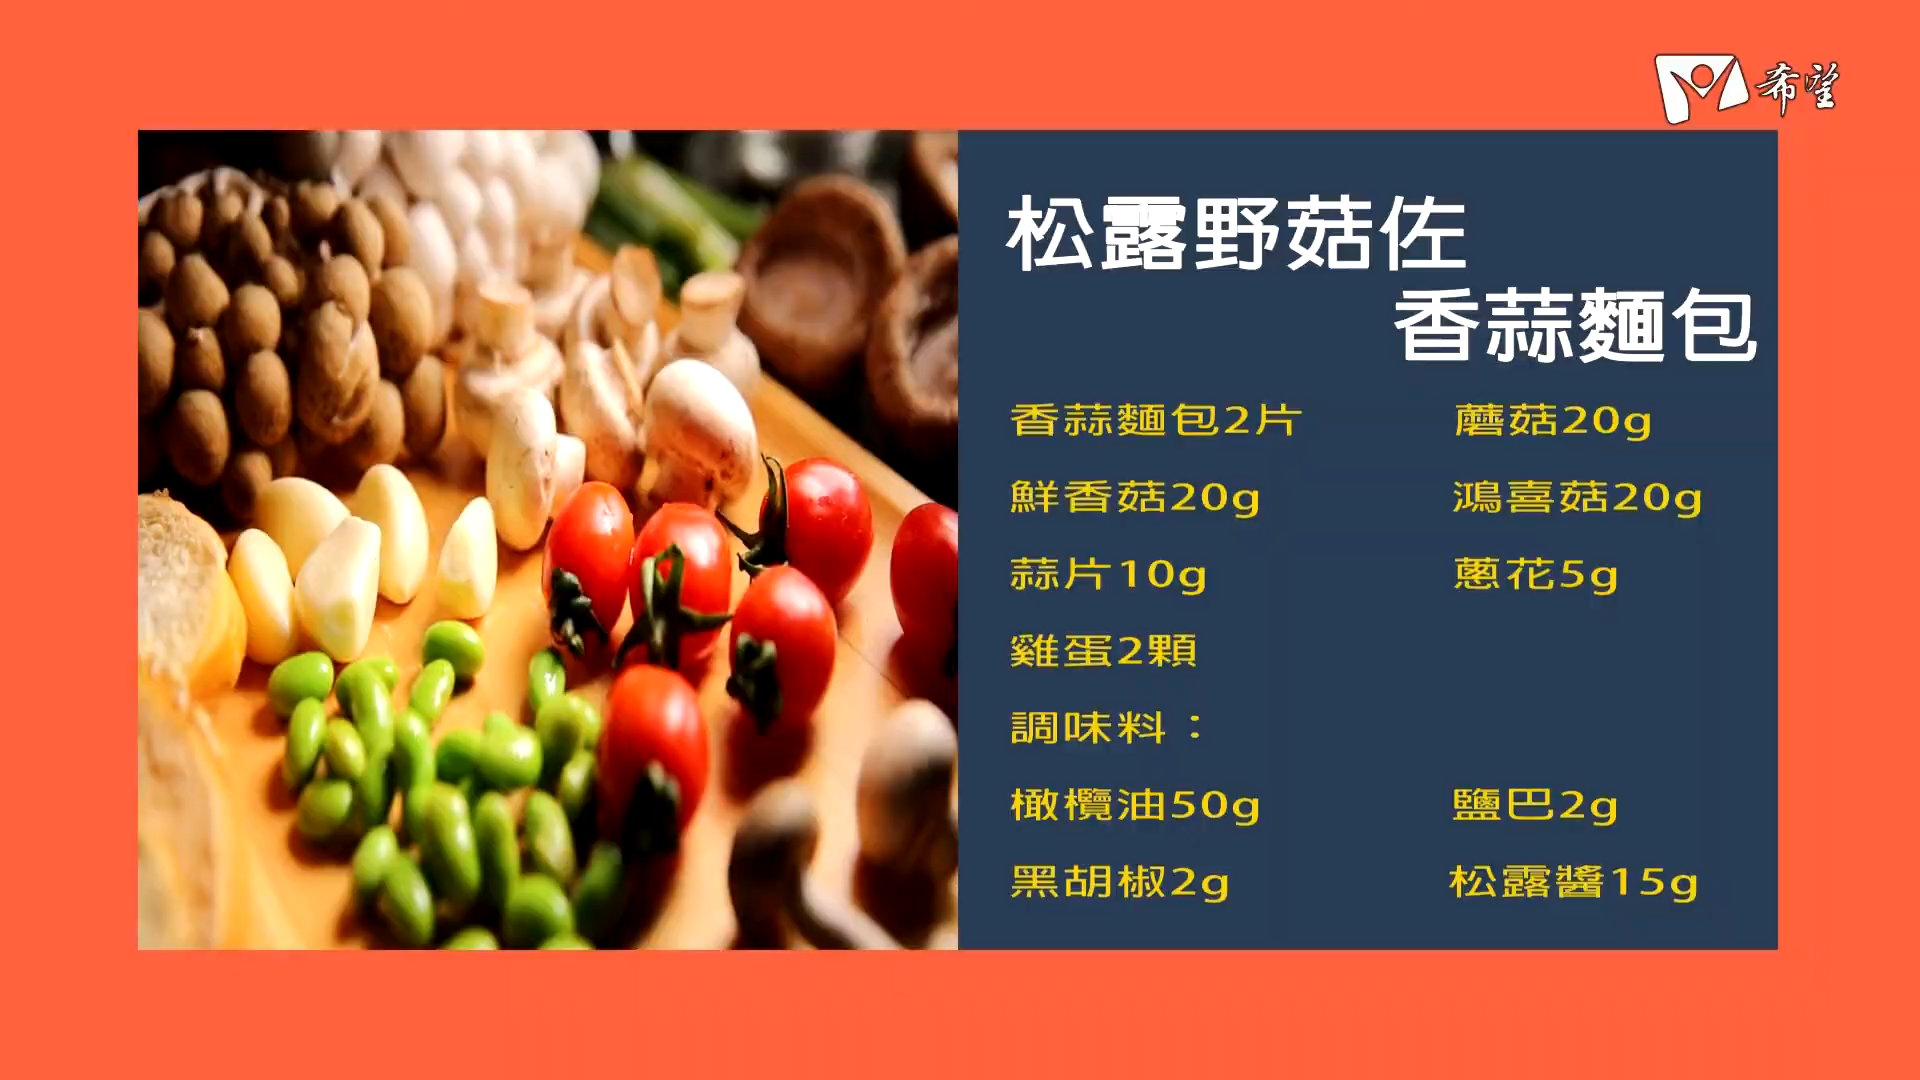 希望
松露野菇佐
香蒜麵包
香蒜麵包2片 蘑菇20g
鮮香菇20g 鴻喜菇20g
蒜片10g 蔥花5g
雞蛋2顆
調味料：
橄欖油50g 鹽巴2g
黑胡椒2g 松露醬15g